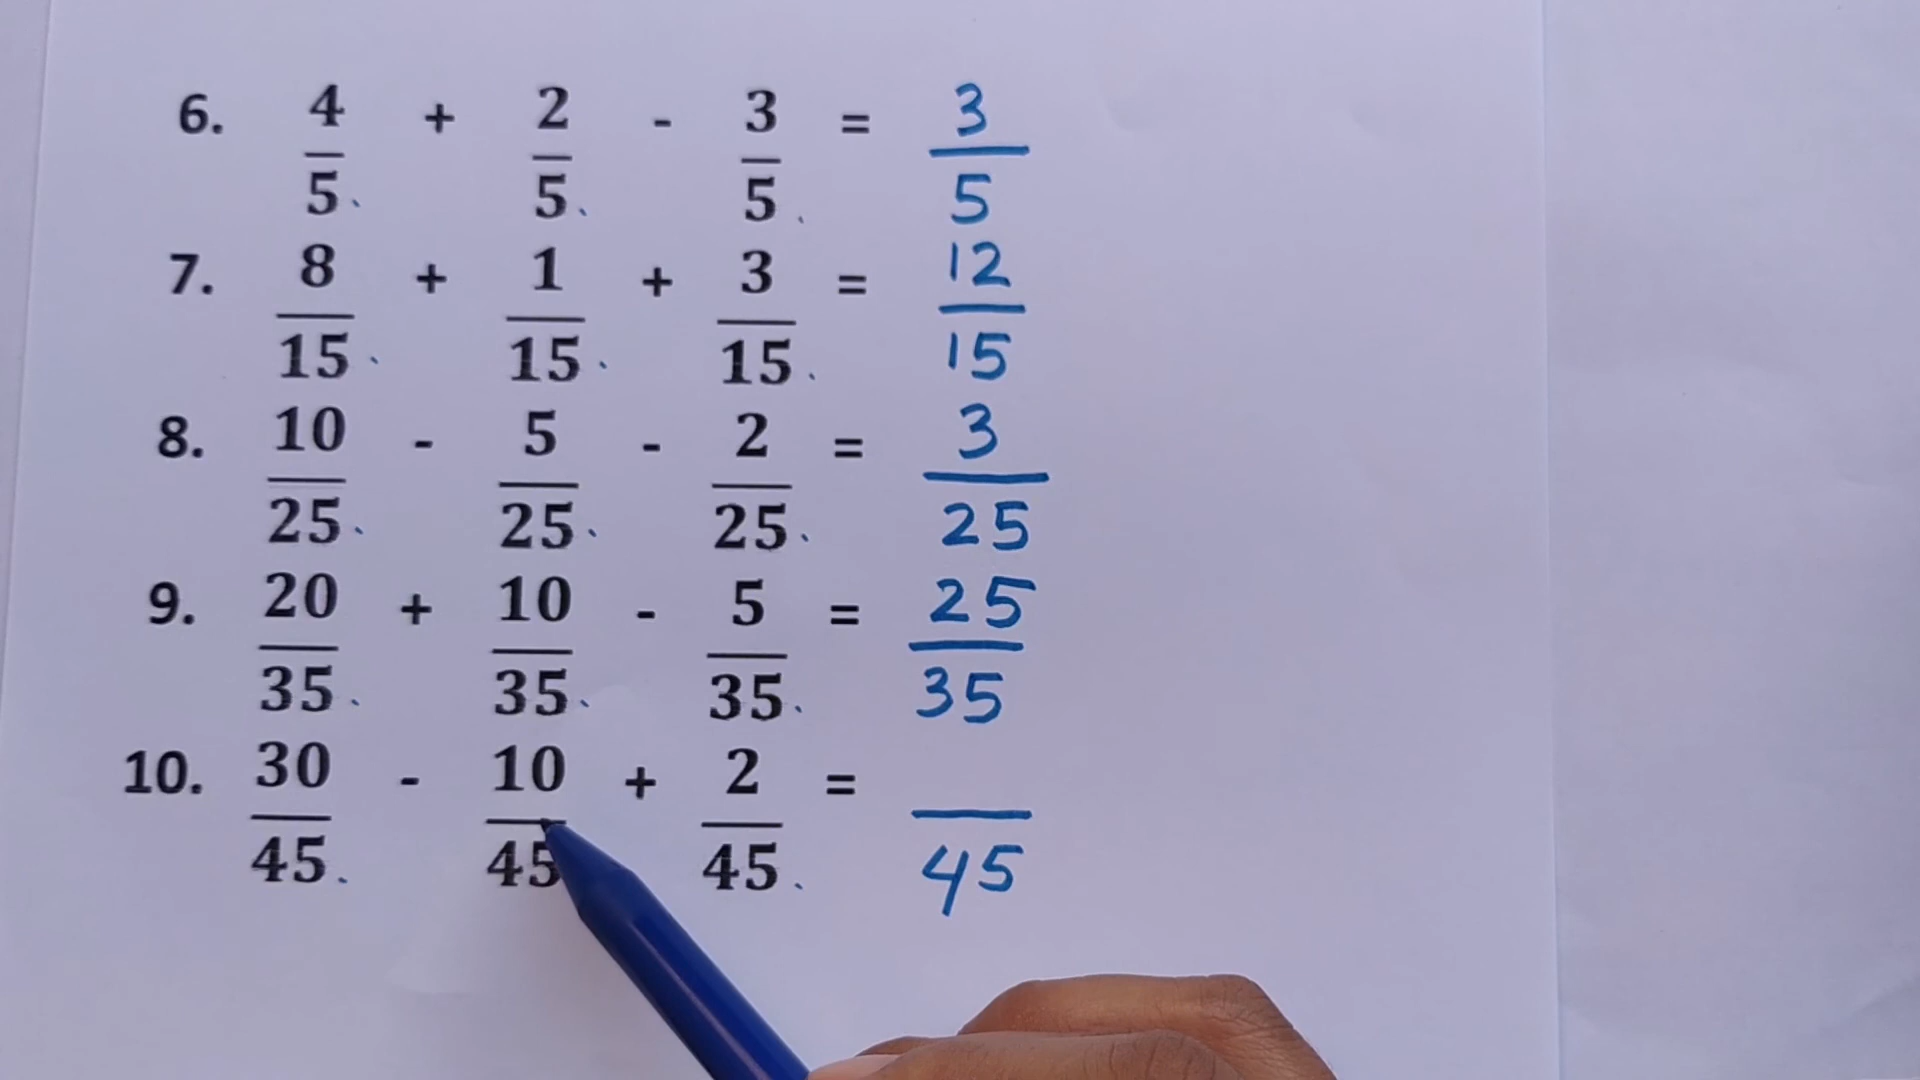 6. 4/5 + 2/5 - 3/5 = 3/5
7. 8/15 + 1/15 + 3/15 = 12/15
8. 10/25 - 5/25 - 2/25 = 3/25
9. 20/35 + 10/35 - 5/35 = 25/35
10. 30/45 - 10/45 + 2/45 = /45